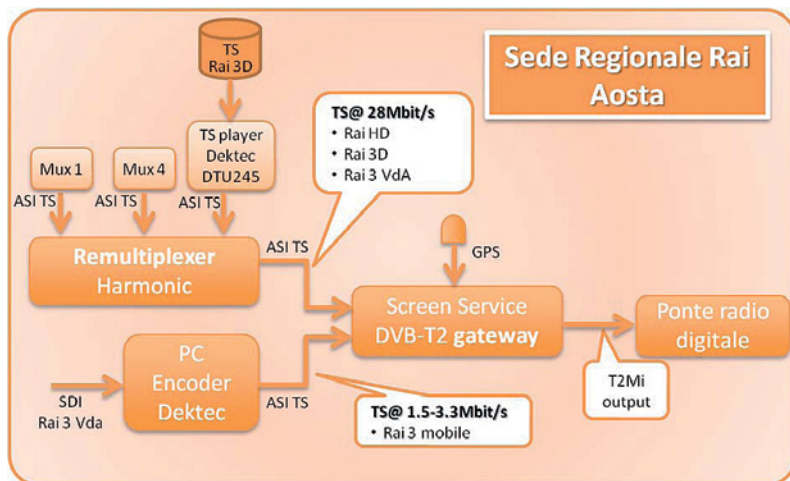 Sede Regionale Rai
Aosta
TS
Rai 3D
TS player
Dektec
DTU245
Mux 1
Mux 4
ASI TS
ASI TS
ASI TS
TS@ 28Mbit/s
• Rai HD
• Rai 3D
• Rai 3 VdA
Remultiplexer
Harmonic
ASI TS
GPS
Screen Service
DVB-T2 gateway
Ponte radio
digitale
T2Mi
output
PC
Encoder
Dektec
SDI
Rai 3 Vda
ASI TS
TS@ 1.5-3.3Mbit/s
• Rai 3 mobile